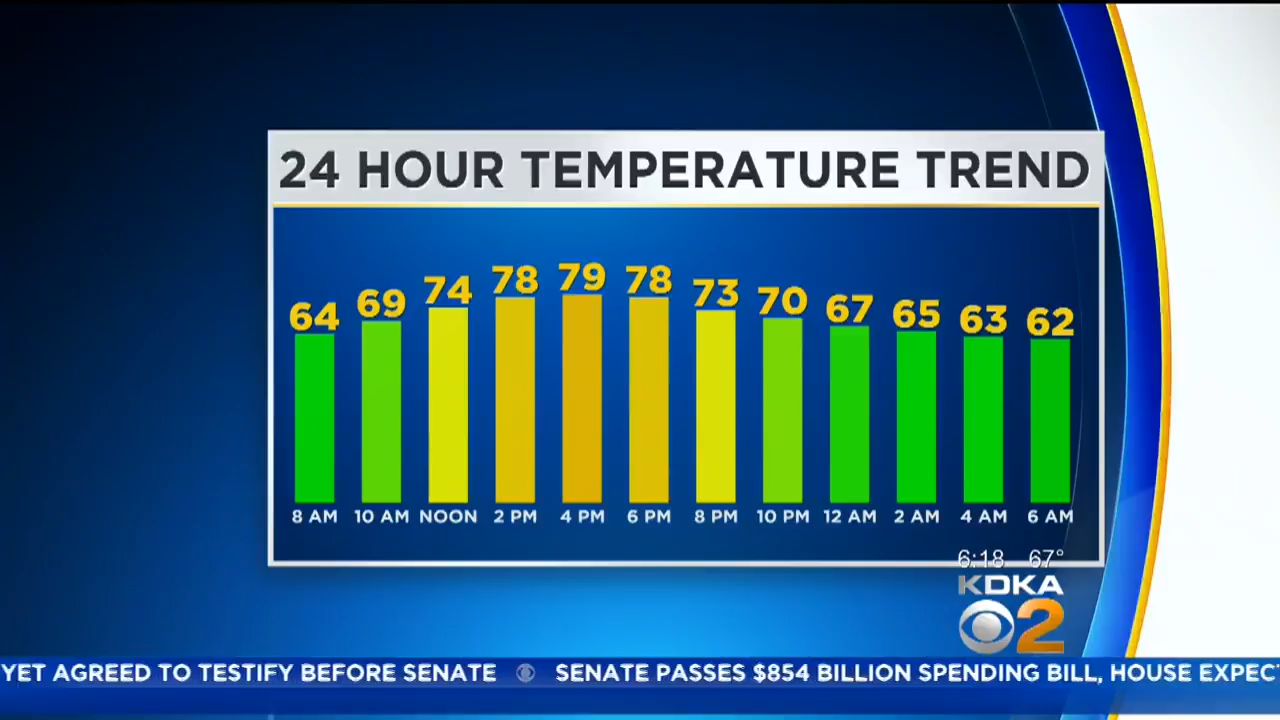 24 HOUR TEMPERATURE TREND
64 69 74 78 79 78 73 70 67 65 63 62
8 AM 10 AM NOON 2 PM 4 PM 6 PM 8 PM 10 PM 12 AM 2 AM 4 AM 6 AM
6:18 67°
KDKA
2
YET AGREED TO TESTIFY BEFORE SENATE SENATE PASSES $854 BILLION SPENDING BILL, HOUSE EXPECT